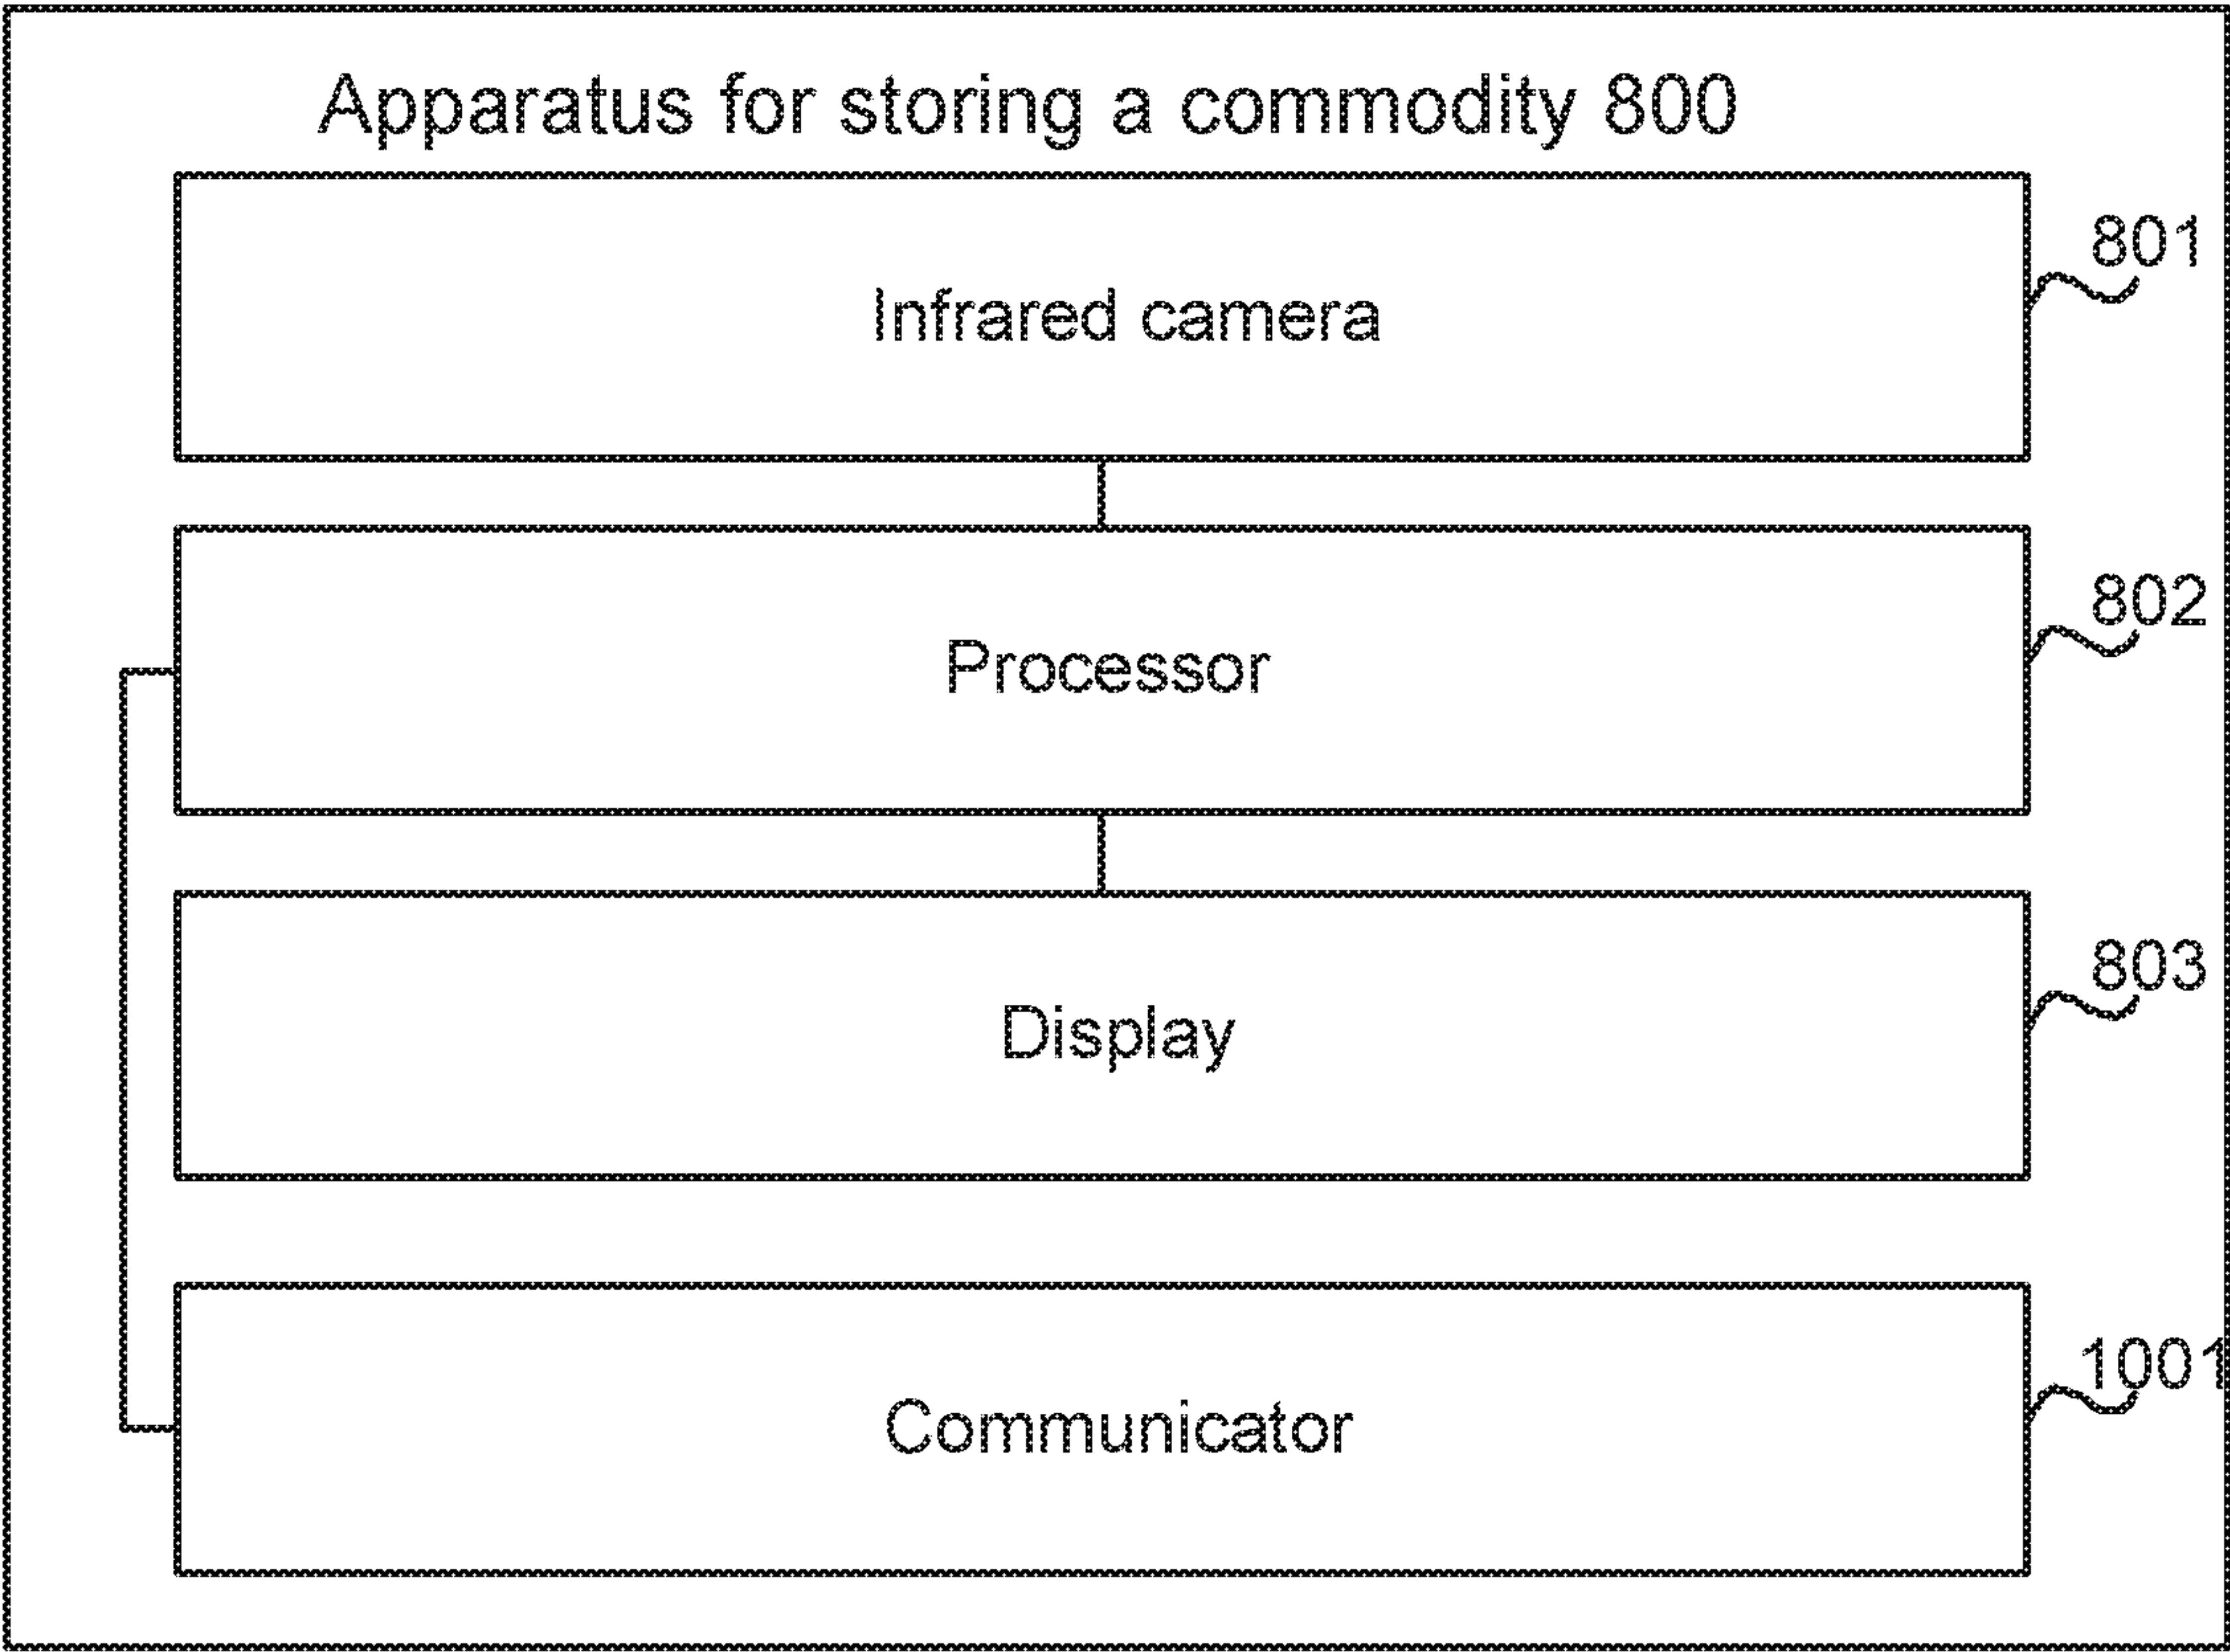 Apparatus for storing a commodity 800
801
Infrared camera
802
Processor
803
Display
1001
Communicator